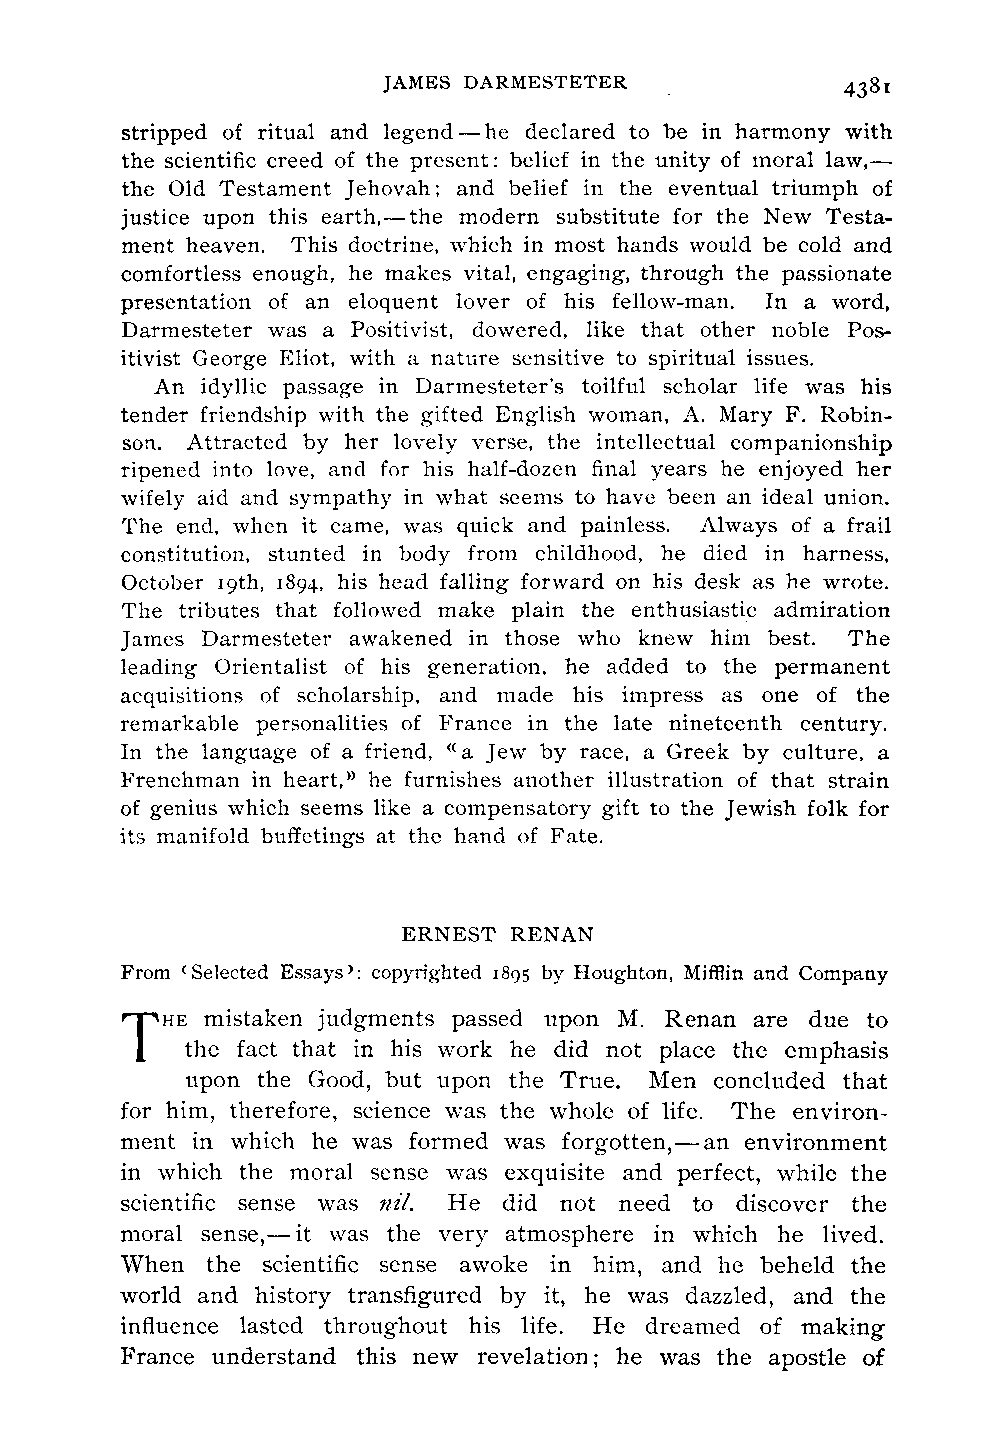 JAMES DARMESTETER 4381
stripped of ritual and legend — he declared to be in harmony with
the scientific creed of the present: belief in the unity of moral law,—
the Old Testament Jehovah; and belief in the eventual triumph of
justice upon this earth,— the modern substitute for the New Testa-
ment heaven. This doctrine, which in most hands would be cold and
comfortless enough, he makes vital, engaging, through the passionate
presentation of an eloquent lover of his fellow-man. In a word,
Darmesteter was a Positivist, dowered, like that other noble Pos-
itivist George Eliot, with a nature sensitive to spiritual issues.
An idyllic passage in Darmesteter's toilful scholar life was his
tender friendship with the gifted English woman, A. Mary F. Robin-
son. Attracted by her lovely verse, the intellectual companionship
ripened into love, and for his half-dozen final years he enjoyed her
wifely aid and sympathy in what seems to have been an ideal union.
The end, when it came, was quick and painless. Always of a frail
constitution, stunted in body from childhood, he died in harness,
October 19th, 1894, his head falling forward on his desk as he wrote.
The tributes that followed make plain the enthusiastic admiration
James Darmesteter awakened in those who knew him best. The
leading Orientalist of his generation, he added to the permanent
acquisitions of scholarship, and made his impress as one of the
remarkable personalities of France in the late nineteenth century.
In the language of a friend, «a Jew by race, a Greek by culture, a
Frenchman in heart,» he furnishes another illustration of that strain
of genius which seems like a compensatory gift to the Jewish folk for
its manifold buffetings at the hand of Fate.
ERNEST RENAN
From ‹Selected Essays›: copyrighted 1895 by Houghton, Mifflin and Company
THE mistaken judgments passed upon M. Renan are due to
the fact that in his work he did not place the emphasis
upon the Good, but upon the True. Men concluded that
for him, therefore, science was the whole of life. The environ-
ment in which he was formed was forgotten,— an environment
in which the moral sense was exquisite and perfect, while the
scientific sense was nil. He did not need to discover the
moral sense,— it was the very atmosphere in which he lived.
When the scientific sense awoke in him, and he beheld the
world and history transfigured by it, he was dazzled, and the
influence lasted throughout his life. He dreamed of making
France understand this new revelation; he was the apostle of